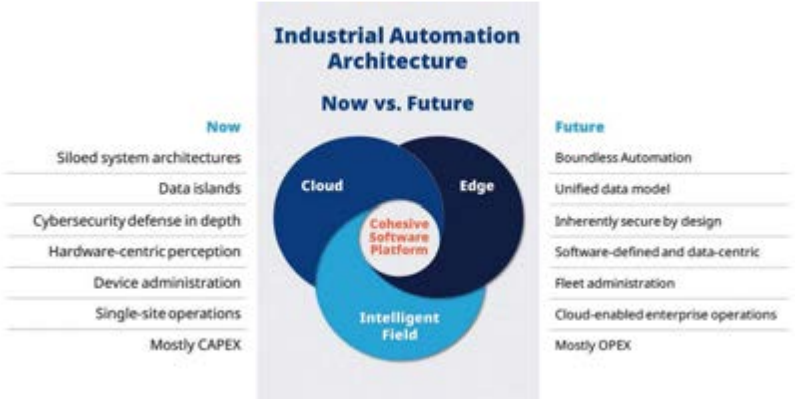 Industrial Automation
Architecture
Now vs. Future
Now
Siloed system architectures
Data islands
Cybersecurity defense in depth
Hardware-centric perception
Device administration
Single-site operations
Mostly CAPEX
Cloud
Edge
Cohesive
Software
Platform
Intelligent
Field
Future
Boundless Automation
Unified data model
Inherently secure by design
Software-defined and data-centric
Fleet administration
Cloud-enabled enterprise operations
Mostly OPEX